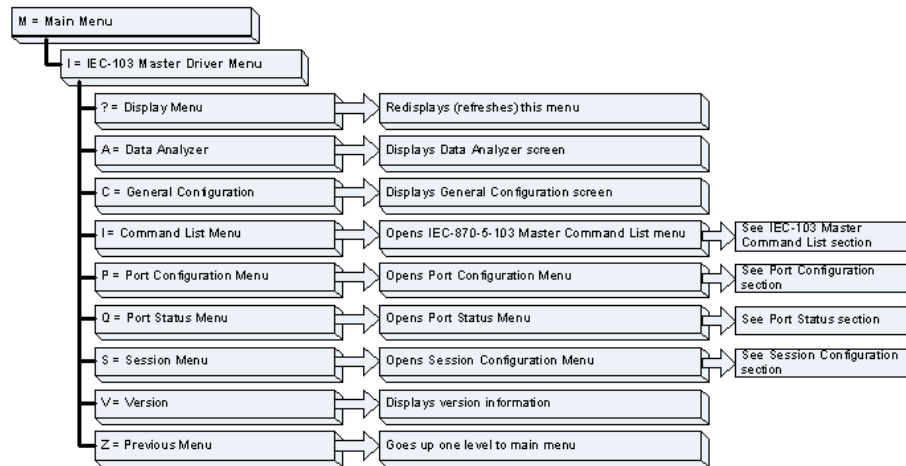 M = Main Menu
I = IEC-103 Master Driver Menu
? = Display Menu
Redisplays (refreshes) this menu
A = Data Analyzer
Displays Data Analyzer screen
C = General Configuration
Displays General Configuration screen
I = Command List Menu
Opens IEC-870-5-103 Master Command List menu
See IEC-103 Master
Command List section
P = Port Configuration Menu
Opens Port Configuration Menu
See Port Configuration
section
Q = Port Status Menu
Opens Port Status Menu
See Port Status section
S = Session Menu
Opens Session Configuration Menu
See Session Configuration
section
V = Version
Displays version information
Z = Previous Menu
Goes up one level to main menu